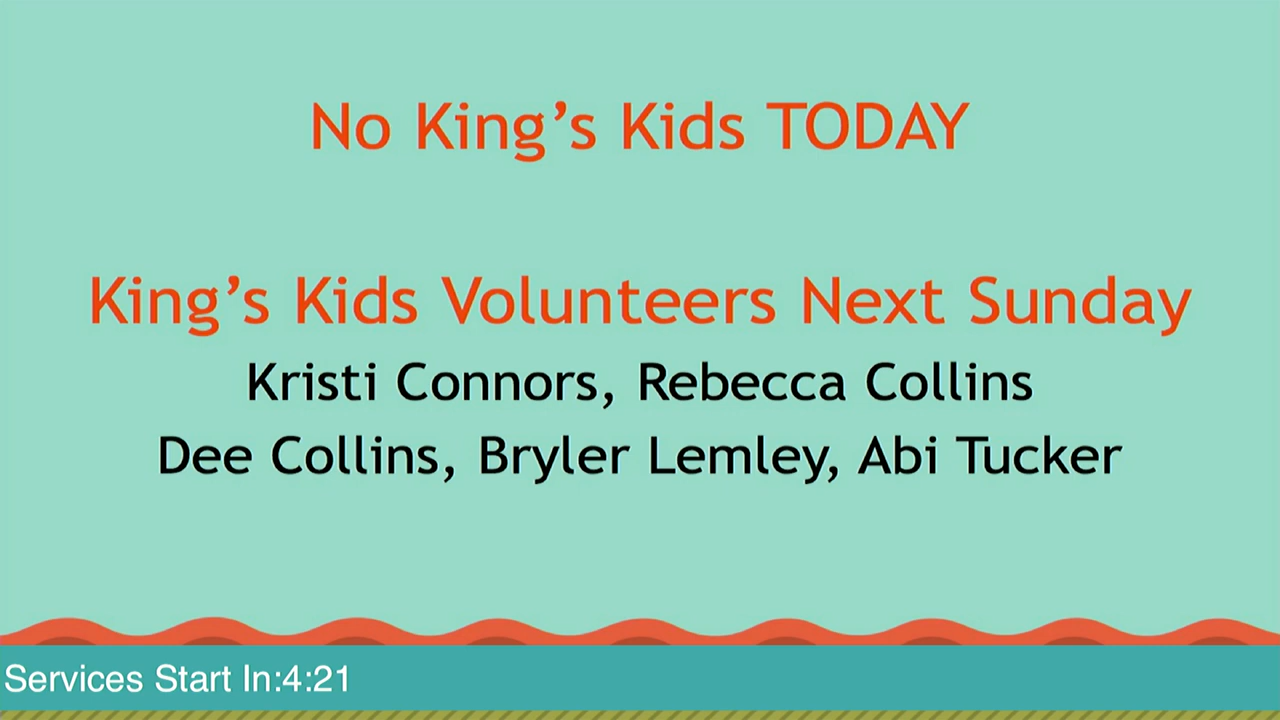 No King’s Kids TODAY
King’s Kids Volunteers Next Sunday
Kristi Connors, Rebecca Collins
Dee Collins, Bryler Lemley, Abi Tucker
Services Start In:4:21